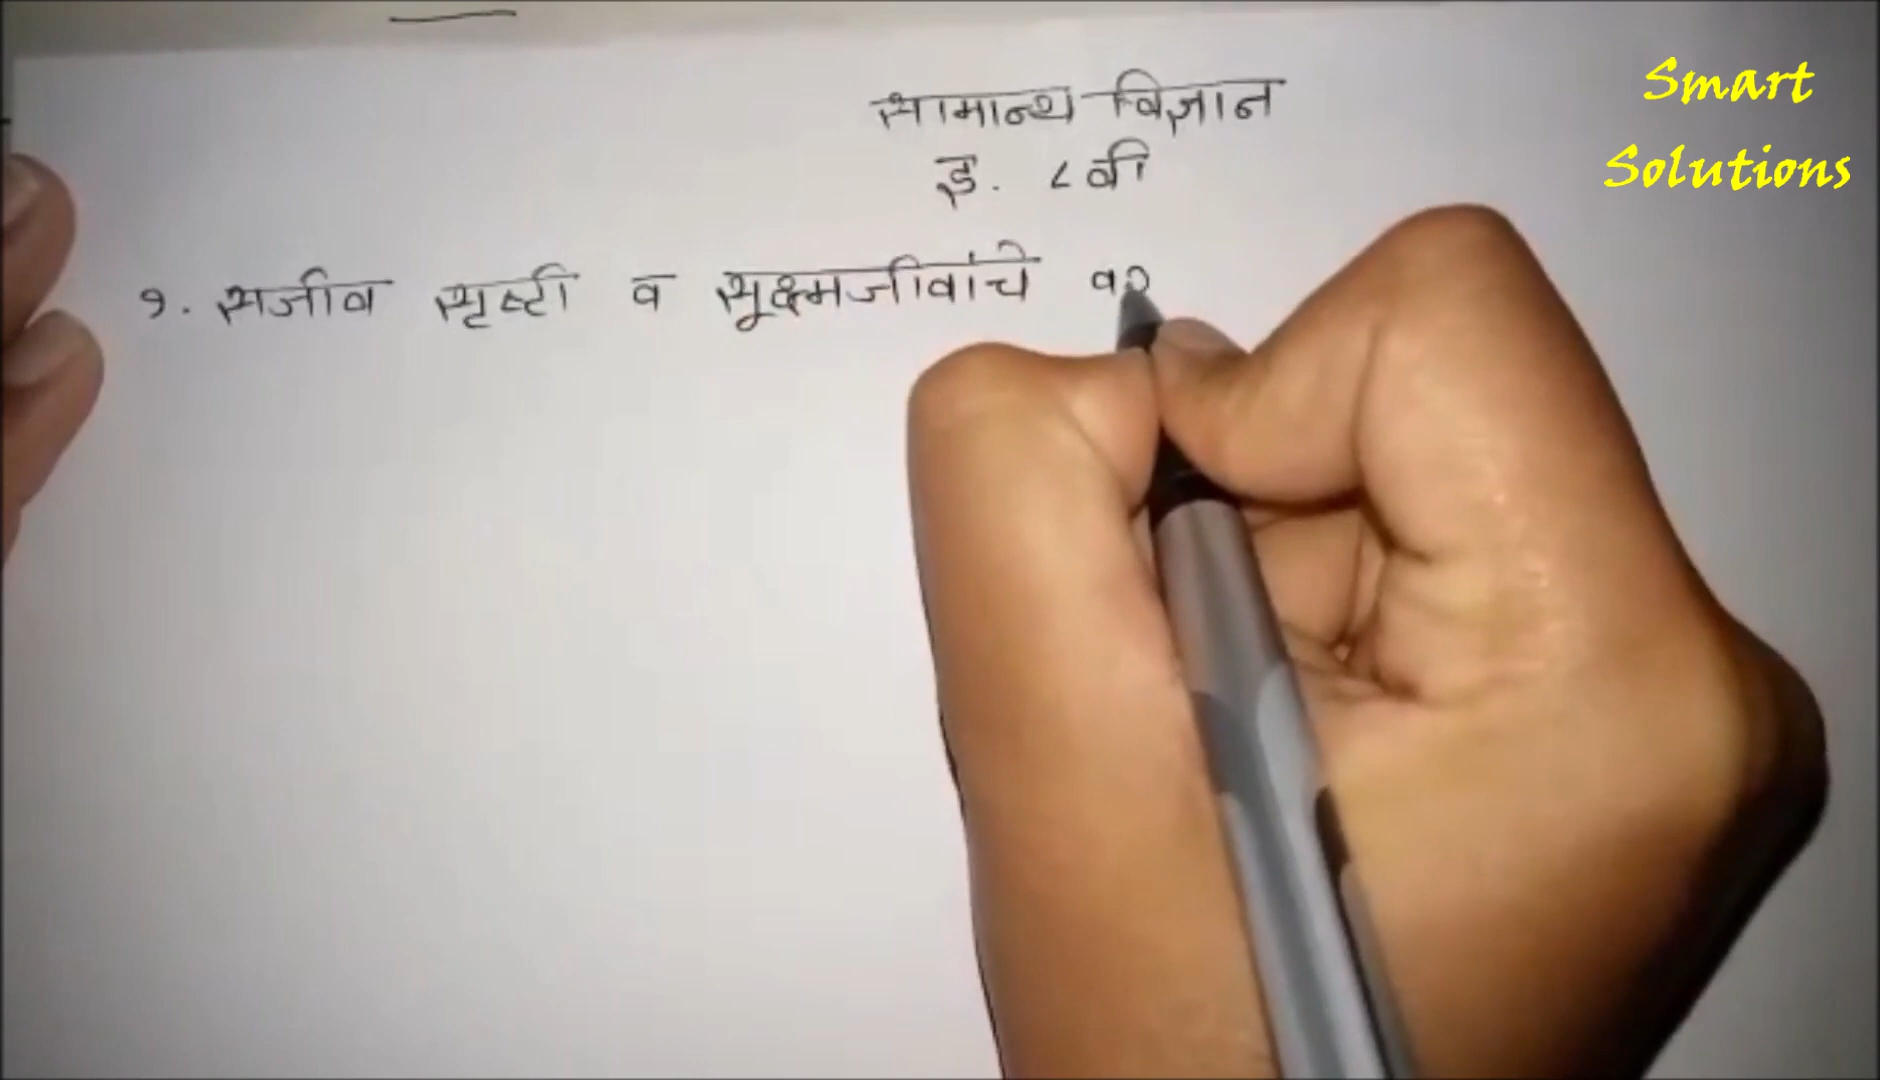 Smart
Solutions
सामान्य विज्ञान
इ. ८वी
१. सजीव सृष्टी व सूक्ष्मजीवांचे